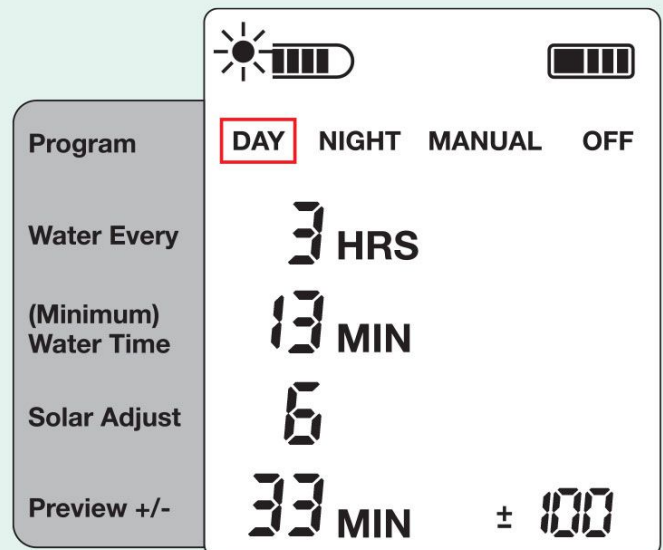 Program DAY NIGHT MANUAL OFF
Water Every 3 HRS
(Minimum)
Water Time 13 MIN
Solar Adjust 6
Preview +/- 33 MIN ± 100